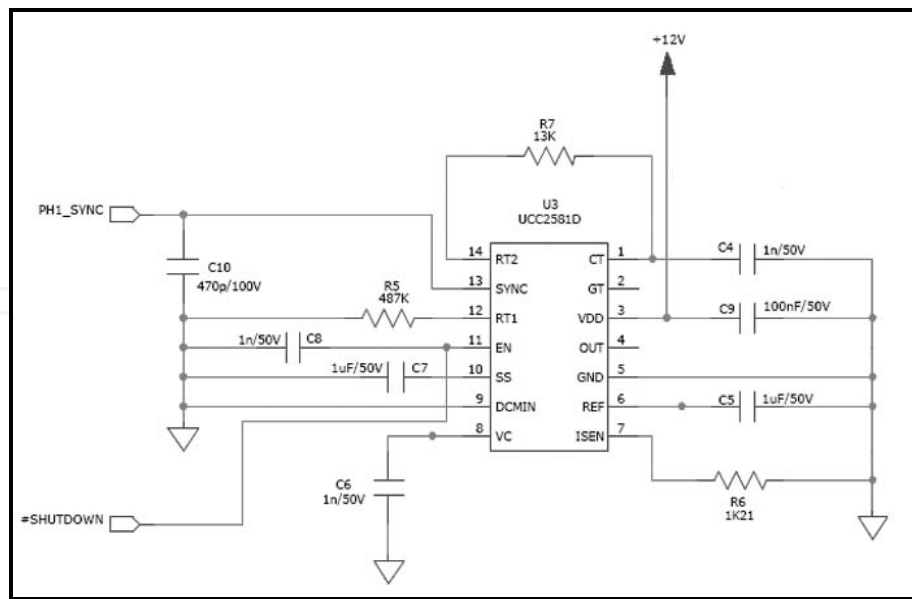 +12V
R7
13K
PH1_SYNC
U3
UCC2581D
C10
470p/100V
R5
487K
14 RT2 CT 1 C4 1n/50V
13 SYNC GT 2
12 RT1 VDD 3 C9 100nF/50V
1n/50V C8 11 EN OUT 4
1uF/50V C7 10 SS GND 5
9 DCMIN REF 6 C5 1uF/50V
8 VC ISEN 7
C6
1n/50V
R6
1K21
#SHUTDOWN